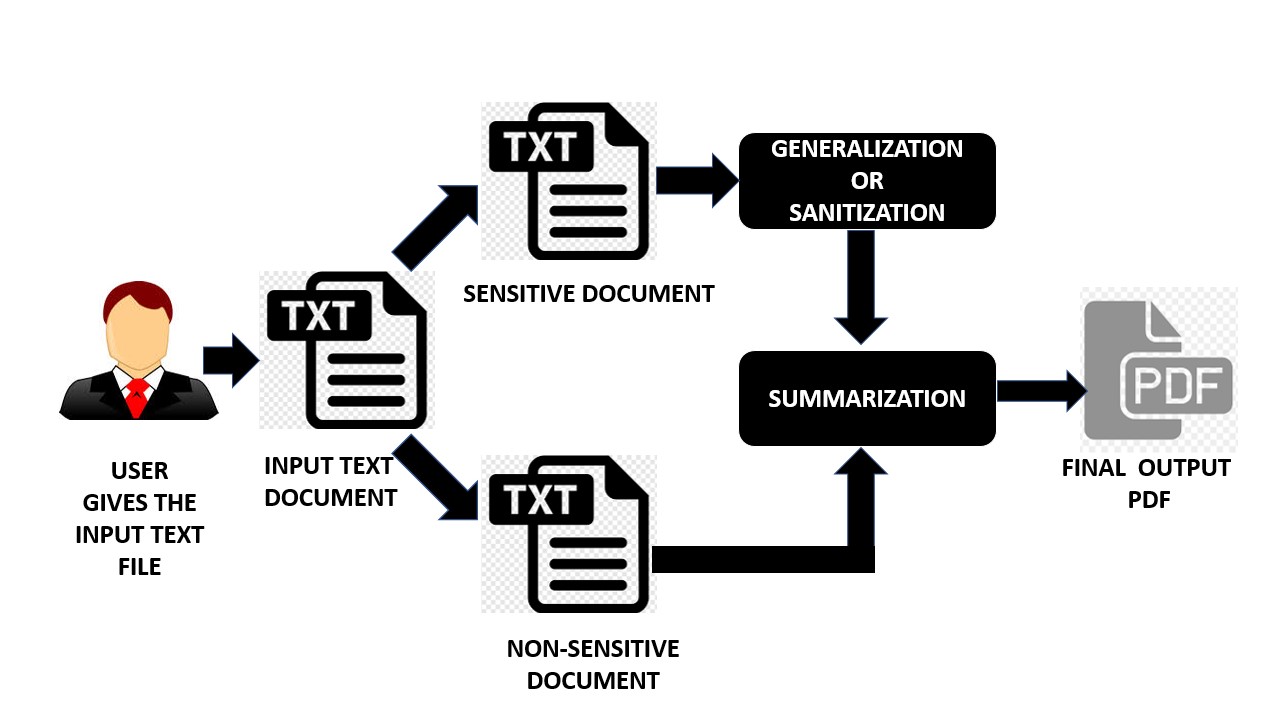 TXT
GENERALIZATION
OR
SANITIZATION
SENSITIVE DOCUMENT
TXT
SUMMARIZATION
PDF
USER
GIVES THE
INPUT TEXT
FILE
INPUT TEXT
DOCUMENT
FINAL OUTPUT
PDF
TXT
NON-SENSITIVE
DOCUMENT